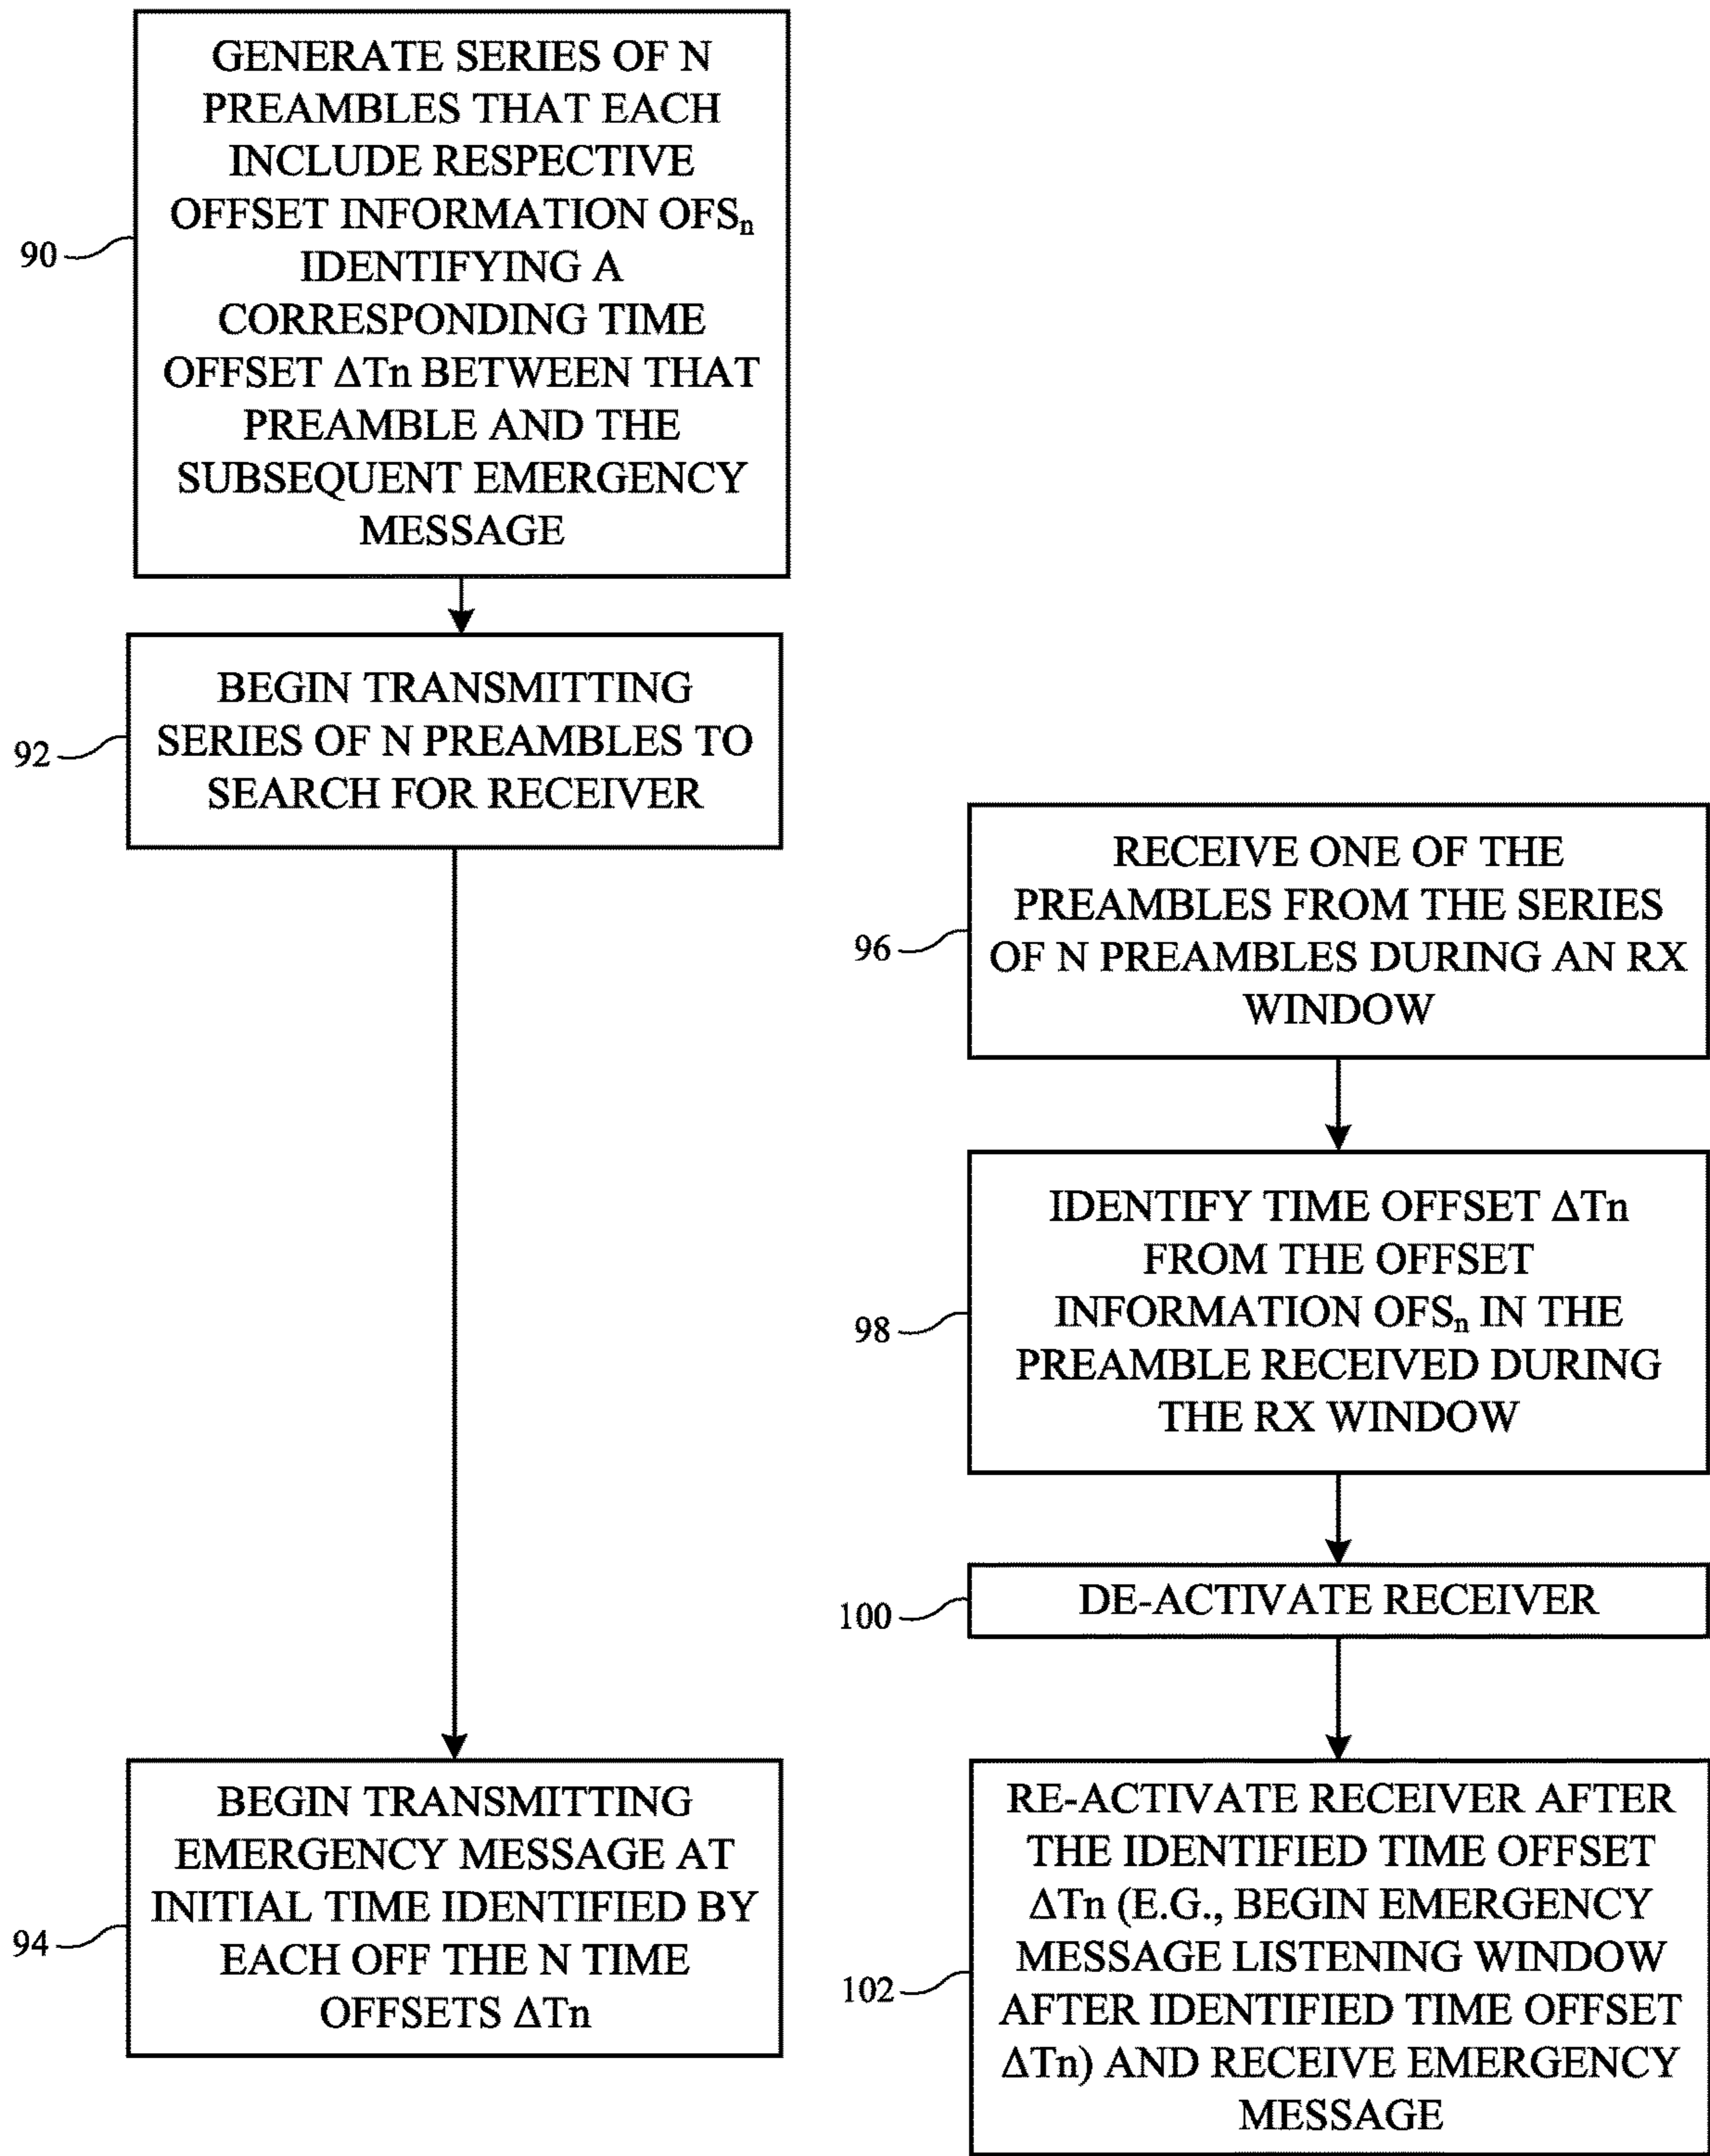 GENERATE SERIES OF N
PREAMBLES THAT EACH
INCLUDE RESPECTIVE
OFFSET INFORMATION OFSn
IDENTIFYING A
CORRESPONDING TIME
OFFSET ΔTn BETWEEN THAT
PREAMBLE AND THE
SUBSEQUENT EMERGENCY
MESSAGE
90
BEGIN TRANSMITTING
SERIES OF N PREAMBLES TO
SEARCH FOR RECEIVER
92
BEGIN TRANSMITTING
EMERGENCY MESSAGE AT
INITIAL TIME IDENTIFIED BY
EACH OFF THE N TIME
OFFSETS ΔTn
94
RECEIVE ONE OF THE
PREAMBLES FROM THE SERIES
OF N PREAMBLES DURING AN RX
WINDOW
96
IDENTIFY TIME OFFSET ΔTn
FROM THE OFFSET
INFORMATION OFSn IN THE
PREAMBLE RECEIVED DURING
THE RX WINDOW
98
DE-ACTIVATE RECEIVER
100
RE-ACTIVATE RECEIVER AFTER
THE IDENTIFIED TIME OFFSET
ΔTn (E.G., BEGIN EMERGENCY
MESSAGE LISTENING WINDOW
AFTER IDENTIFIED TIME OFFSET
ΔTn) AND RECEIVE EMERGENCY
MESSAGE
102